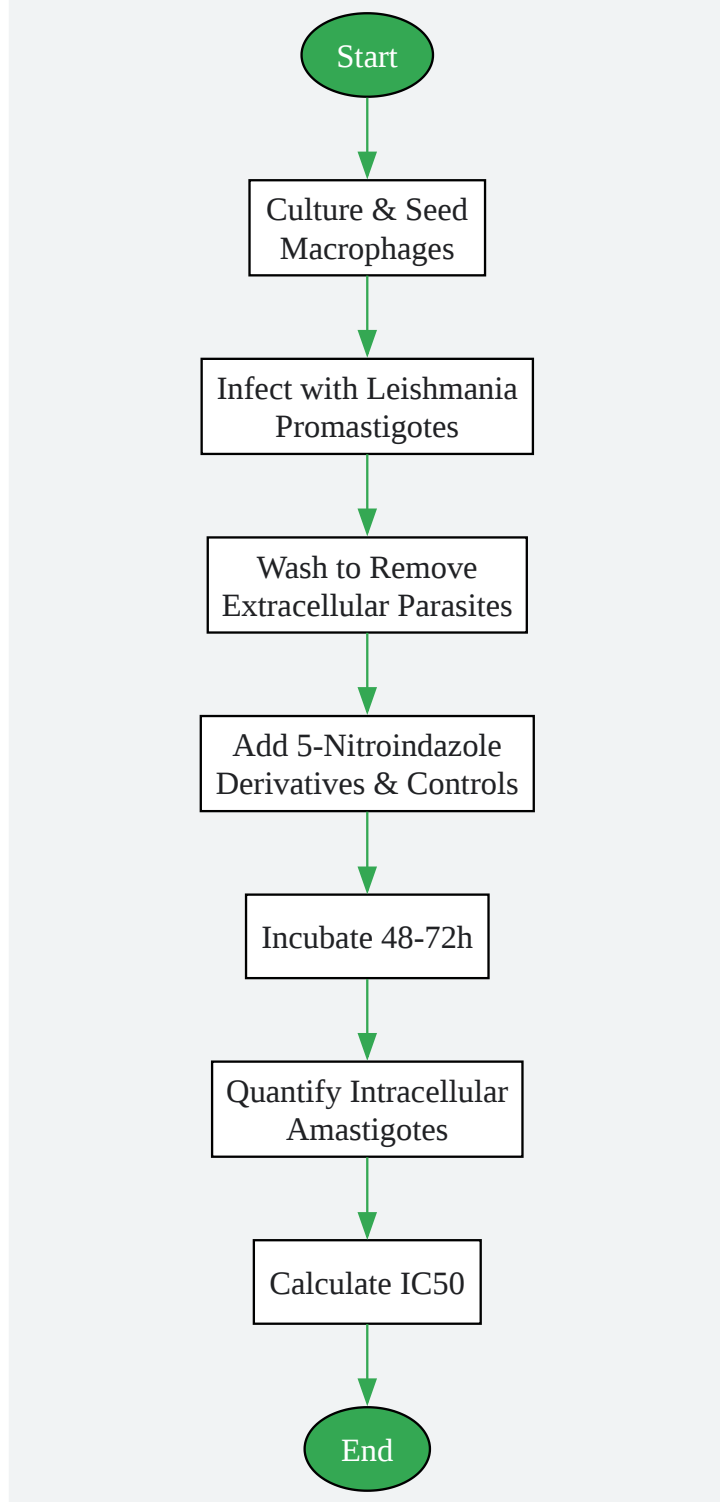 Start
Culture & Seed
Macrophages
Infect with Leishmania
Promastigotes
Wash to Remove
Extracellular Parasites
Add 5-Nitroindazole
Derivatives & Controls
Incubate 48-72h
Quantify Intracellular
Amastigotes
Calculate IC50
End